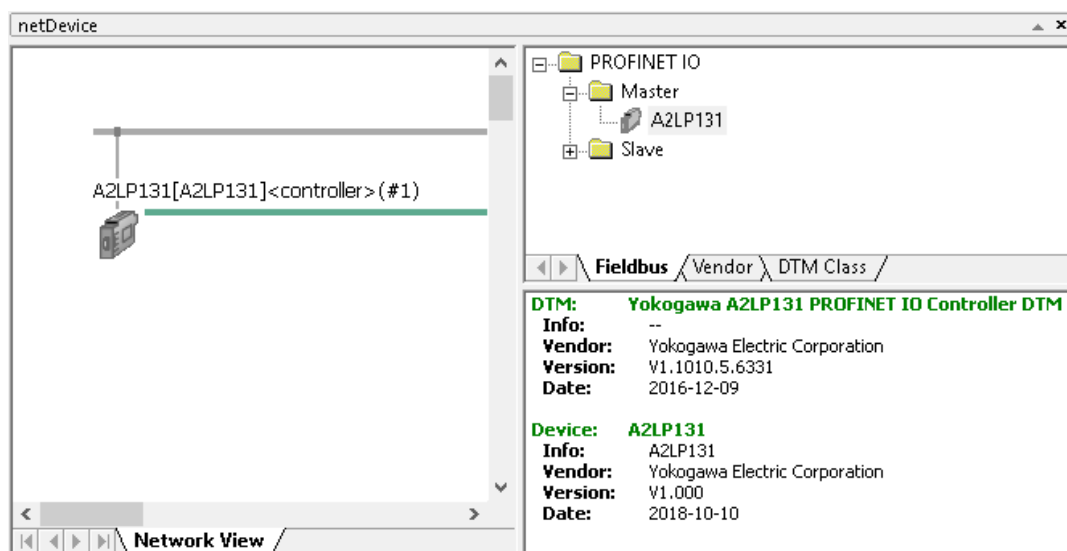 netDevice
A2LP131[A2LP131]<controller>(#1)
Network View
PROFINET IO
Master
A2LP131
Slave
Fieldbus Vendor DTM Class
DTM: Yokogawa A2LP131 PROFINET IO Controller DTM
Info: --
Vendor: Yokogawa Electric Corporation
Version: V1.1010.5.6331
Date: 2016-12-09
Device: A2LP131
Info: A2LP131
Vendor: Yokogawa Electric Corporation
Version: V1.000
Date: 2018-10-10